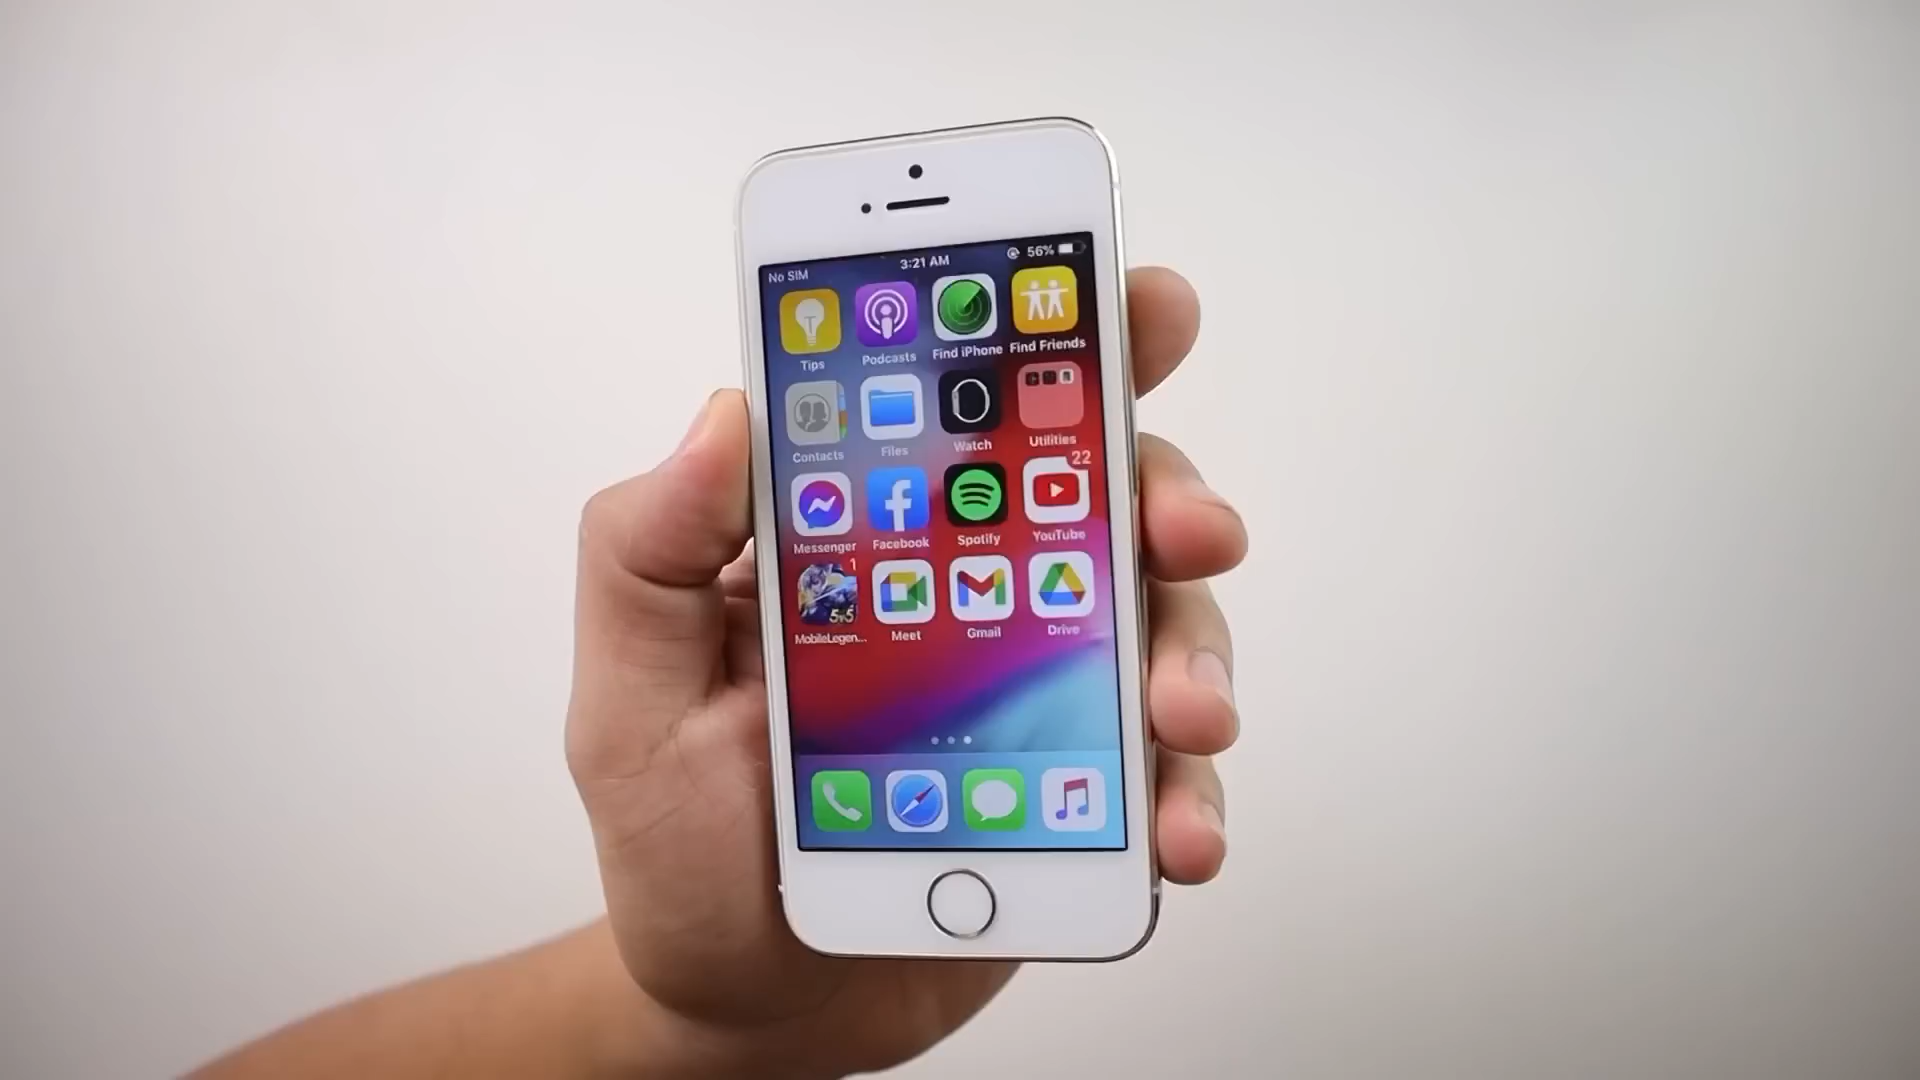 No SIM 3:21 AM 56%
Tips Podcasts Find iPhone Find Friends
Contacts Files Watch Utilities
22
Messenger Facebook Spotify YouTube
1
5v5
MobileLegen... Meet Gmail Drive